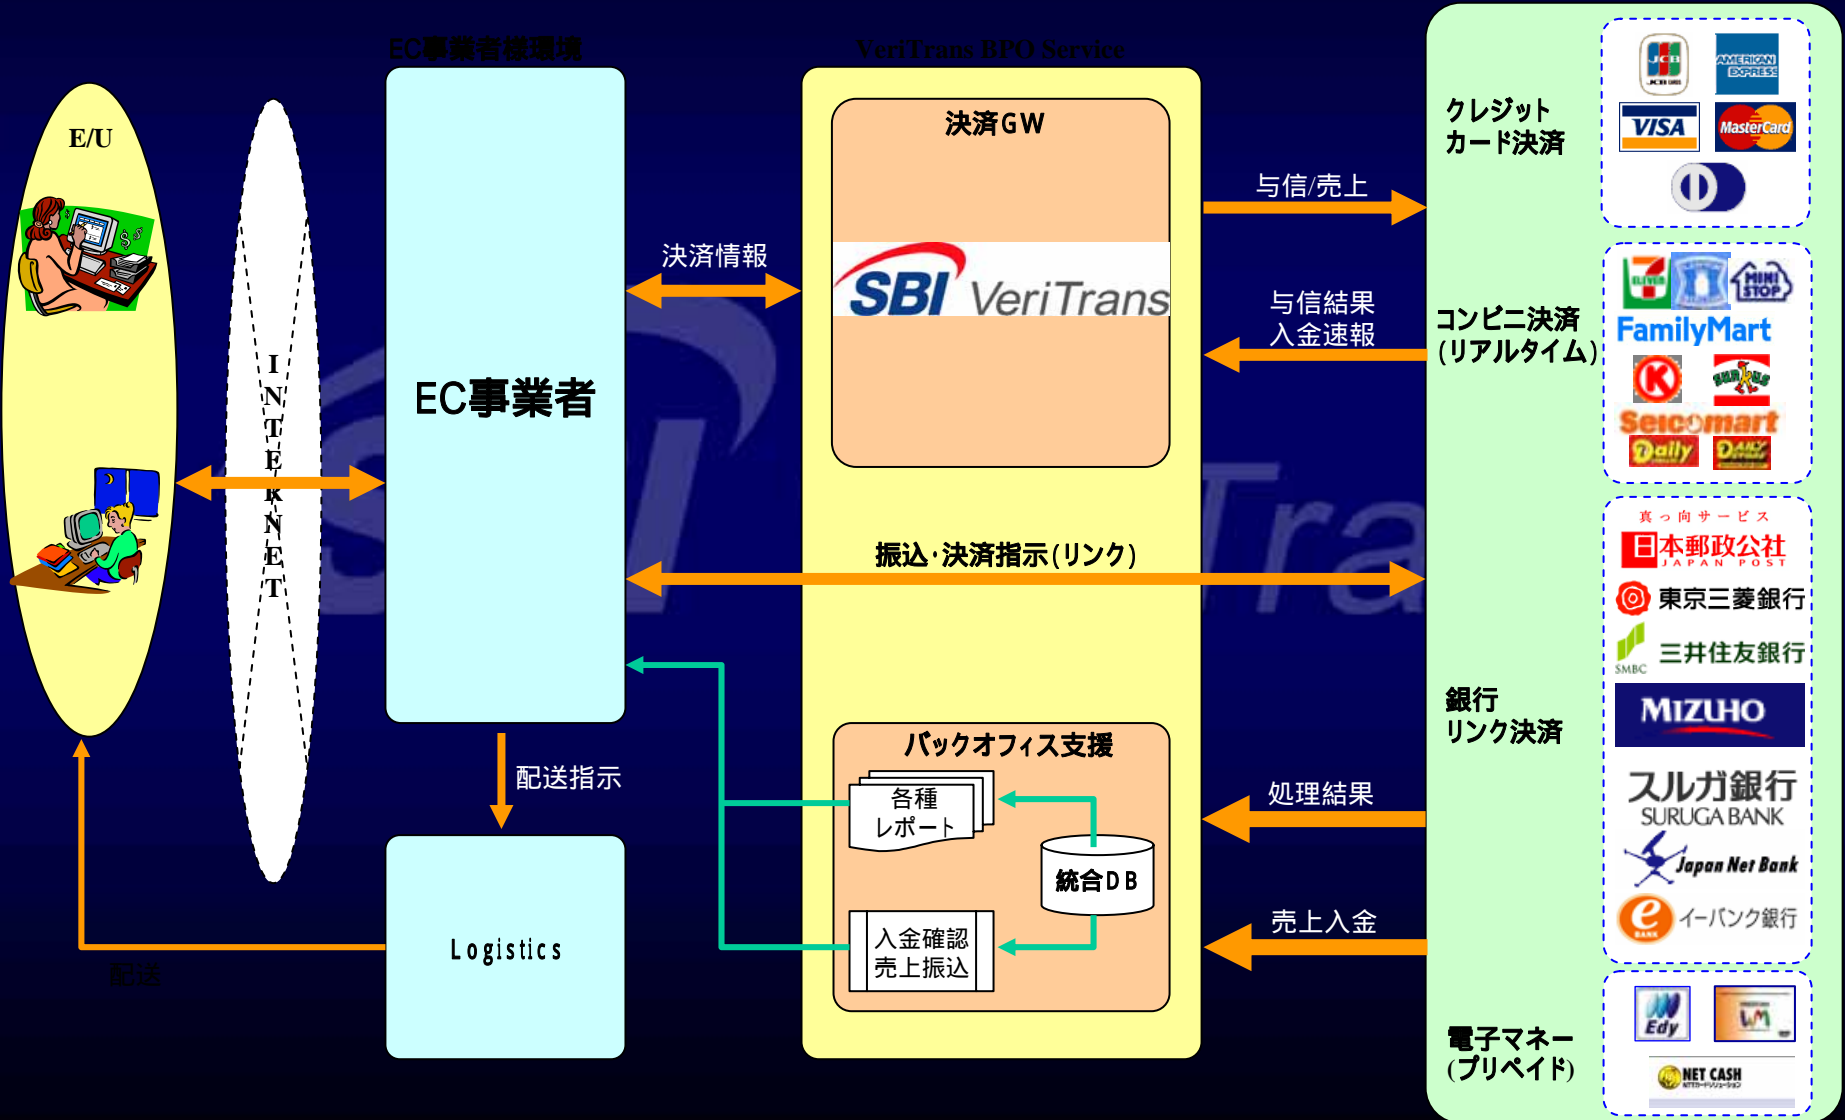 EC事業者様環境
VeriTrans BPO Service
E/U
INTERNET
EC事業者
決済情報
配送指示
Logistics
配送
決済GW
SBI VeriTrans
振込・決済指示(リンク)
バックオフィス支援
各種
レポート
統合DB
入金確認
売上振込
与信/売上
与信結果
入金速報
処理結果
売上入金
クレジット
カード決済
JCB
AMERICAN
EXPRESS
VISA
MasterCard
コンビニ決済
(リアルタイム)
ELEVEN
MINI
STOP
FamilyMart
K
sunkus
Seicomart
Daily
DAILY
銀行
リンク決済
真っ向サービス
日本郵政公社
JAPAN POST
東京三菱銀行
SMBC
三井住友銀行
MIZUHO
スルガ銀行
SURUGA BANK
Japan Net Bank
e
BANK
イーバンク銀行
電子マネー
(プリペイド)
Edy
NET CASH
SBI VeriTra